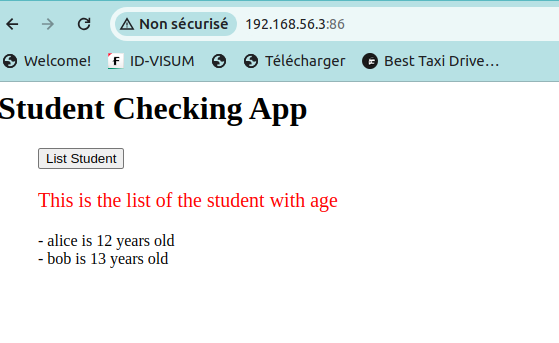 Non sécurisé 192.168.56.3:86
Welcome! ID-VISUM Télécharger Best Taxi Drive…
Student Checking App
List Student
This is the list of the student with age
- alice is 12 years old
- bob is 13 years old